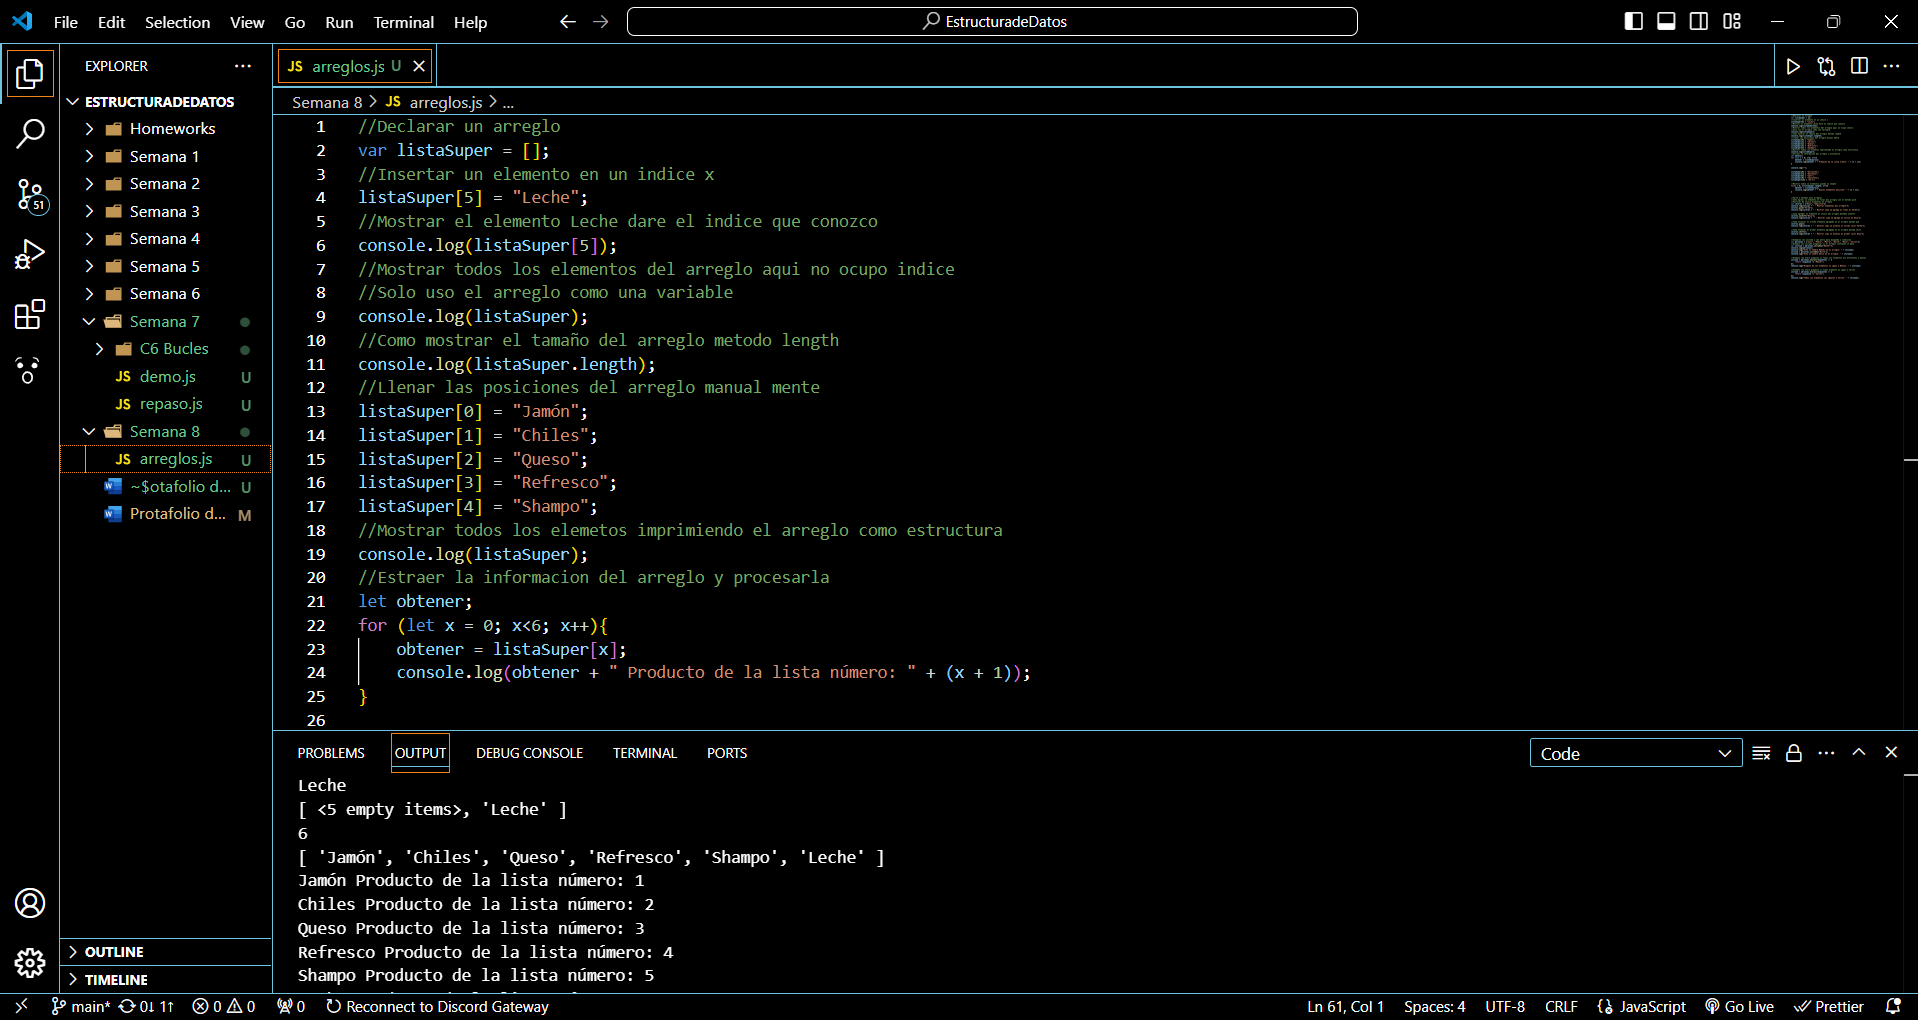 File Edit Selection View Go Run Terminal Help
EstructuradeDatos
EXPLORER
ESTRUCTURADEDATOS
Homeworks
Semana 1
Semana 2
Semana 3
Semana 4
Semana 5
Semana 6
Semana 7
C6 Bucles
JS demo.js U
JS repaso.js U
Semana 8
JS arreglos.js U
~$otafolio d... U
Protafolio d... M
OUTLINE
TIMELINE
51
JS arreglos.js U
Semana 8 > JS arreglos.js > ...
1 //Declarar un arreglo
2 var listaSuper = [];
3 //Insertar un elemento en un indice x
4 listaSuper[5] = "Leche";
5 //Mostrar el elemento Leche dare el indice que conozco
6 console.log(listaSuper[5]);
7 //Mostrar todos los elementos del arreglo aqui no ocupo indice
8 //Solo uso el arreglo como una variable
9 console.log(listaSuper);
10 //Como mostrar el tamaño del arreglo metodo length
11 console.log(listaSuper.length);
12 //Llenar las posiciones del arreglo manual mente
13 listaSuper[0] = "Jamón";
14 listaSuper[1] = "Chiles";
15 listaSuper[2] = "Queso";
16 listaSuper[3] = "Refresco";
17 listaSuper[4] = "Shampo";
18 //Mostrar todos los elemetos imprimiendo el arreglo como estructura
19 console.log(listaSuper);
20 //Estraer la informacion del arreglo y procesarla
21 let obtener;
22 for (let x = 0; x<6; x++){
23 obtener = listaSuper[x];
24 console.log(obtener + " Producto de la lista número: " + (x + 1));
25 }
26
PROBLEMS OUTPUT DEBUG CONSOLE TERMINAL PORTS
Code
Leche
[ <5 empty items>, 'Leche' ]
6
[ 'Jamón', 'Chiles', 'Queso', 'Refresco', 'Shampo', 'Leche' ]
Jamón Producto de la lista número: 1
Chiles Producto de la lista número: 2
Queso Producto de la lista número: 3
Refresco Producto de la lista número: 4
Shampo Producto de la lista número: 5
main* 0↓ 1↑ 0 0 0 Reconnect to Discord Gateway
Ln 61, Col 1 Spaces: 4 UTF-8 CRLF {} JavaScript Go Live Prettier